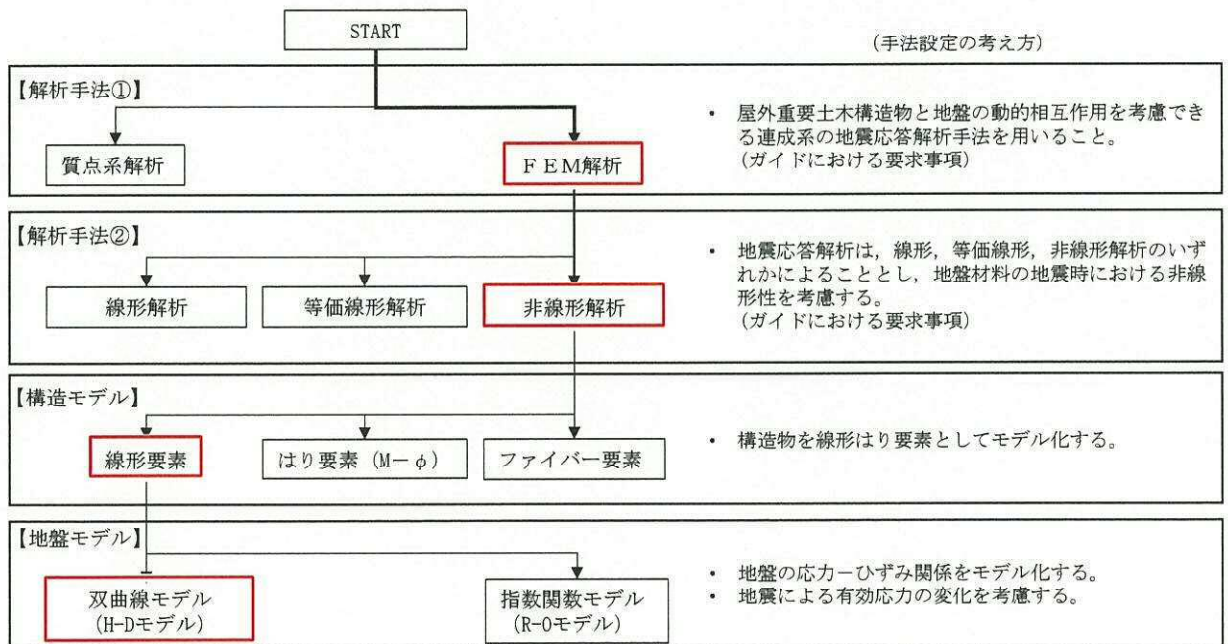 START
(手法設定の考え方)
【解析手法①】
質点系解析
FEM解析
・ 屋外重要土木構造物と地盤の動的相互作用を考慮でき
る連成系の地震応答解析手法を用いること。
(ガイドにおける要求事項)
【解析手法②】
線形解析
等価線形解析
非線形解析
・ 地震応答解析は，線形，等価線形，非線形解析のいず
れかによることとし，地盤材料の地震時における非線
形性を考慮する。
(ガイドにおける要求事項)
【構造モデル】
線形要素
はり要素（M－φ）
ファイバー要素
・ 構造物を線形はり要素としてモデル化する。
【地盤モデル】
双曲線モデル
(H-Dモデル)
指数関数モデル
(R-Oモデル)
・ 地盤の応力－ひずみ関係をモデル化する。
・ 地震による有効応力の変化を考慮する。